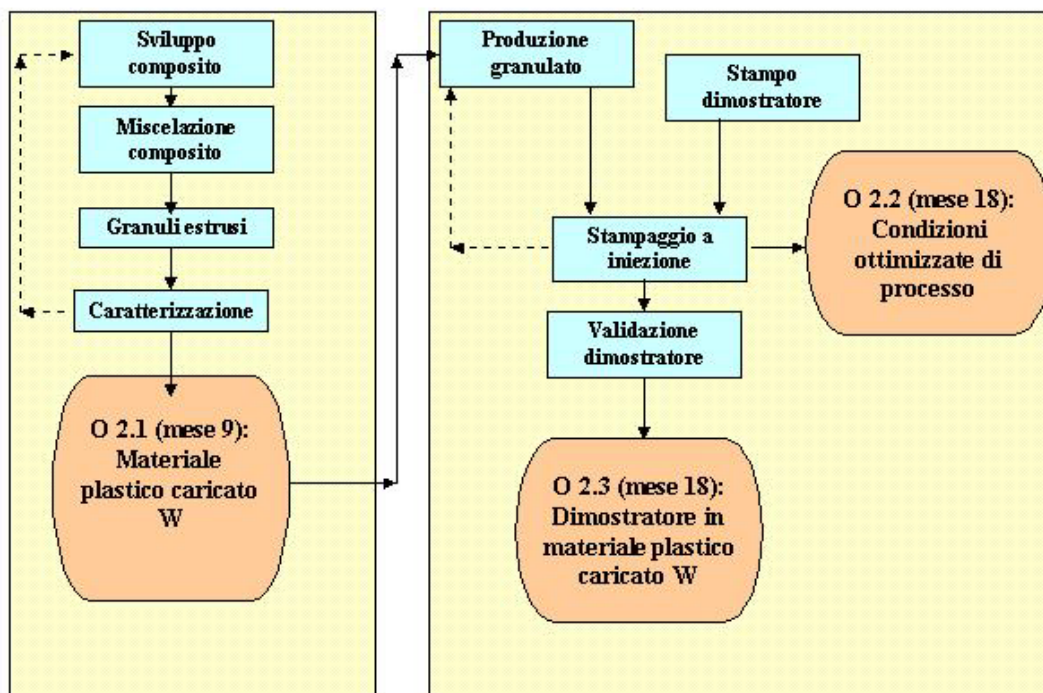 Sviluppo
composito
Miscelazione
composito
Granuli estrusi
Caratterizzazione
O 2.1 (mese 9):
Materiale
plastico caricato
W
Produzione
granulato
Stampo
dimostratore
Stampaggio a
iniezione
O 2.2 (mese 18):
Condizioni
ottimizzate di
processo
Validazione
dimostratore
O 2.3 (mese 18):
Dimostratore in
materiale plastico
caricato W